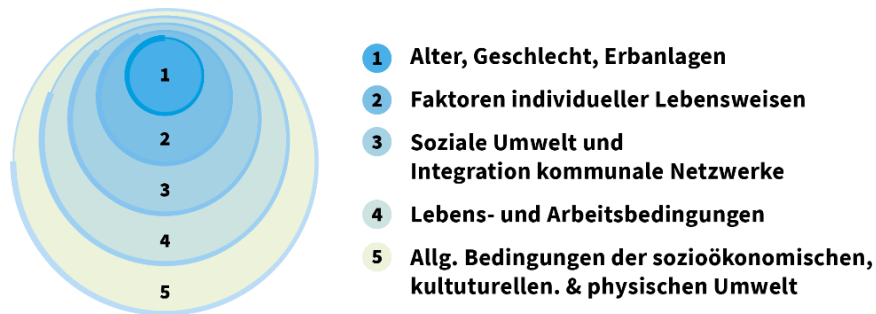 1
2
3
4
5
1 Alter, Geschlecht, Erbanlagen
2 Faktoren individueller Lebensweisen
3 Soziale Umwelt und
Integration kommunale Netzwerke
4 Lebens- und Arbeitsbedingungen
5 Allg. Bedingungen der sozioökonomischen,
kultuturellen. & physischen Umwelt